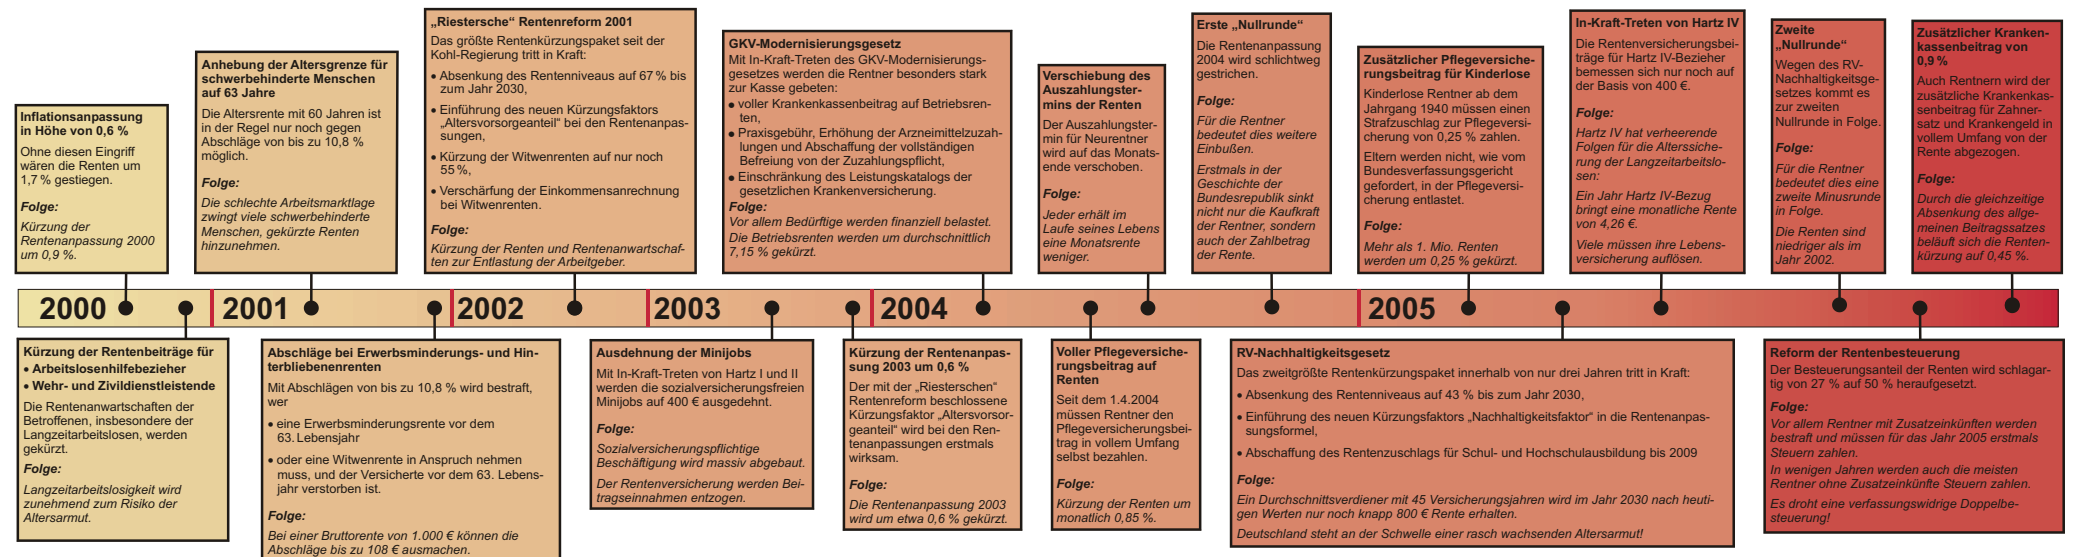 Inflationsanpassung
in Höhe von 0,6 %
Ohne diesen Eingriff
wären die Renten um
1,7 % gestiegen.
Folge:
Kürzung der
Rentenanpassung 2000
um 0,9 %.
Anhebung der Altersgrenze für
schwerbehinderte Menschen
auf 63 Jahre
Die Altersrente mit 60 Jahren ist
in der Regel nur noch gegen
Abschläge von bis zu 10,8 %
möglich.
Folge:
Die schlechte Arbeitsmarktlage
zwingt viele schwerbehinderte
Menschen, gekürzte Renten
hinzunehmen.
„Riestersche“ Rentenreform 2001
Das größte Rentenkürzungspaket seit der
Kohl-Regierung tritt in Kraft:
• Absenkung des Rentenniveaus auf 67 % bis
zum Jahr 2030,
• Einführung des neuen Kürzungsfaktors
„Altersvorsorgeanteil“ bei den Rentenanpas-
sungen,
• Kürzung der Witwenrenten auf nur noch
55 %,
• Verschärfung der Einkommensanrechnung
bei Witwenrenten.
Folge:
Kürzung der Renten und Rentenanwartschaf-
ten zur Entlastung der Arbeitgeber.
GKV-Modernisierungsgesetz
Mit In-Kraft-Treten des GKV-Modernisierungs-
gesetzes werden die Rentner besonders stark
zur Kasse gebeten:
• voller Krankenkassenbeitrag auf Betriebsren-
ten,
• Praxisgebühr, Erhöhung der Arzneimittelzuzah-
lungen und Abschaffung der vollständigen
Befreiung von der Zuzahlungspflicht,
• Einschränkung des Leistungskatalogs der
gesetzlichen Krankenversicherung.
Folge:
Vor allem Bedürftige werden finanziell belastet.
Die Betriebsrenten werden um durchschnittlich
7,15 % gekürzt.
Verschiebung des
Auszahlungster-
mins der Renten
Der Auszahlungster-
min für Neurentner
wird auf das Monats-
ende verschoben.
Folge:
Jeder erhält im
Laufe seines Lebens
eine Monatsrente
weniger.
Erste „Nullrunde“
Die Rentenanpassung
2004 wird schlichtweg
gestrichen.
Folge:
Für die Rentner
bedeutet dies weitere
Einbußen.
Erstmals in der
Geschichte der
Bundesrepublik sinkt
nicht nur die Kaufkraft
der Rentner, sondern
auch der Zahlbetrag
der Rente.
Zusätzlicher Pflegeversiche-
rungsbeitrag für Kinderlose
Kinderlose Rentner ab dem
Jahrgang 1940 müssen einen
Strafzuschlag zur Pflegeversi-
cherung von 0,25 % zahlen.
Eltern werden nicht, wie vom
Bundesverfassungsgericht
gefordert, in der Pflegeversi-
cherung entlastet.
Folge:
Mehr als 1. Mio. Renten
werden um 0,25 % gekürzt.
In-Kraft-Treten von Hartz IV
Die Rentenversicherungsbei-
träge für Hartz IV-Bezieher
bemessen sich nur noch auf
der Basis von 400 €.
Folge:
Hartz IV hat verheerende
Folgen für die Alterssiche-
rung der Langzeitarbeitslo-
sen:
Ein Jahr Hartz IV-Bezug
bringt eine monatliche Rente
von 4,26 €.
Viele müssen ihre Lebens-
versicherung auflösen.
Zweite
„Nullrunde“
Wegen des RV-
Nachhaltigkeitsge-
setzes kommt es
zur zweiten
Nullrunde in Folge.
Folge:
Für die Rentner
bedeutet dies eine
zweite Minusrunde
in Folge.
Die Renten sind
niedriger als im
Jahr 2002.
Zusätzlicher Kranken-
kassenbeitrag von
0,9 %
Auch Rentnern wird der
zusätzliche Krankenkas-
senbeitrag für Zahner-
satz und Krankengeld in
vollem Umfang von der
Rente abgezogen.
Folge:
Durch die gleichzeitige
Absenkung des allge-
meinen Beitragssatzes
beläuft sich die Renten-
kürzung auf 0,45 %.
2000 2001 2002 2003 2004 2005
Kürzung der Rentenbeiträge für
• Arbeitslosenhilfebezieher
• Wehr- und Zivildienstleistende
Die Rentenanwartschaften der
Betroffenen, insbesondere der
Langzeitarbeitslosen, werden
gekürzt.
Folge:
Langzeitarbeitslosigkeit wird
zunehmend zum Risiko der
Altersarmut.
Abschläge bei Erwerbsminderungs- und Hin-
terbliebenenrenten
Mit Abschlägen von bis zu 10,8 % wird bestraft,
wer
• eine Erwerbsminderungsrente vor dem
63. Lebensjahr
• oder eine Witwenrente in Anspruch nehmen
muss, und der Versicherte vor dem 63. Lebens-
jahr verstorben ist.
Folge:
Bei einer Bruttorente von 1.000 € können die
Abschläge bis zu 108 € ausmachen.
Ausdehnung der Minijobs
Mit In-Kraft-Treten von Hartz I und II
werden die sozialversicherungsfreien
Minijobs auf 400 € ausgedehnt.
Folge:
Sozialversicherungspflichtige
Beschäftigung wird massiv abgebaut.
Der Rentenversicherung werden Bei-
tragseinnahmen entzogen.
Kürzung der Rentenanpas-
sung 2003 um 0,6 %
Der mit der „Riesterschen“
Rentenreform beschlossene
Kürzungsfaktor „Altersvorsor-
geanteil“ wird bei den Ren-
tenanpassungen erstmals
wirksam.
Folge:
Die Rentenanpassung 2003
wird um etwa 0,6 % gekürzt.
Voller Pflegeversiche-
rungsbeitrag auf
Renten
Seit dem 1.4.2004
müssen Rentner den
Pflegeversicherungsbei-
trag in vollem Umfang
selbst bezahlen.
Folge:
Kürzung der Renten um
monatlich 0,85 %.
RV-Nachhaltigkeitsgesetz
Das zweitgrößte Rentenkürzungspaket innerhalb von nur drei Jahren tritt in Kraft:
• Absenkung des Rentenniveaus auf 43 % bis zum Jahr 2030,
• Einführung des neuen Kürzungsfaktors „Nachhaltigkeitsfaktor“ in die Rentenanpas-
sungsformel,
• Abschaffung des Rentenzuschlags für Schul- und Hochschulausbildung bis 2009
Folge:
Ein Durchschnittsverdiener mit 45 Versicherungsjahren wird im Jahr 2030 nach heuti-
gen Werten nur noch knapp 800 € Rente erhalten.
Deutschland steht an der Schwelle einer rasch wachsenden Altersarmut!
Reform der Rentenbesteuerung
Der Besteuerungsanteil der Renten wird schlagar-
tig von 27 % auf 50 % heraufgesetzt.
Folge:
Vor allem Rentner mit Zusatzeinkünften werden
bestraft und müssen für das Jahr 2005 erstmals
Steuern zahlen.
In wenigen Jahren werden auch die meisten
Rentner ohne Zusatzeinkünfte Steuern zahlen.
Es droht eine verfassungswidrige Doppelbe-
steuerung!